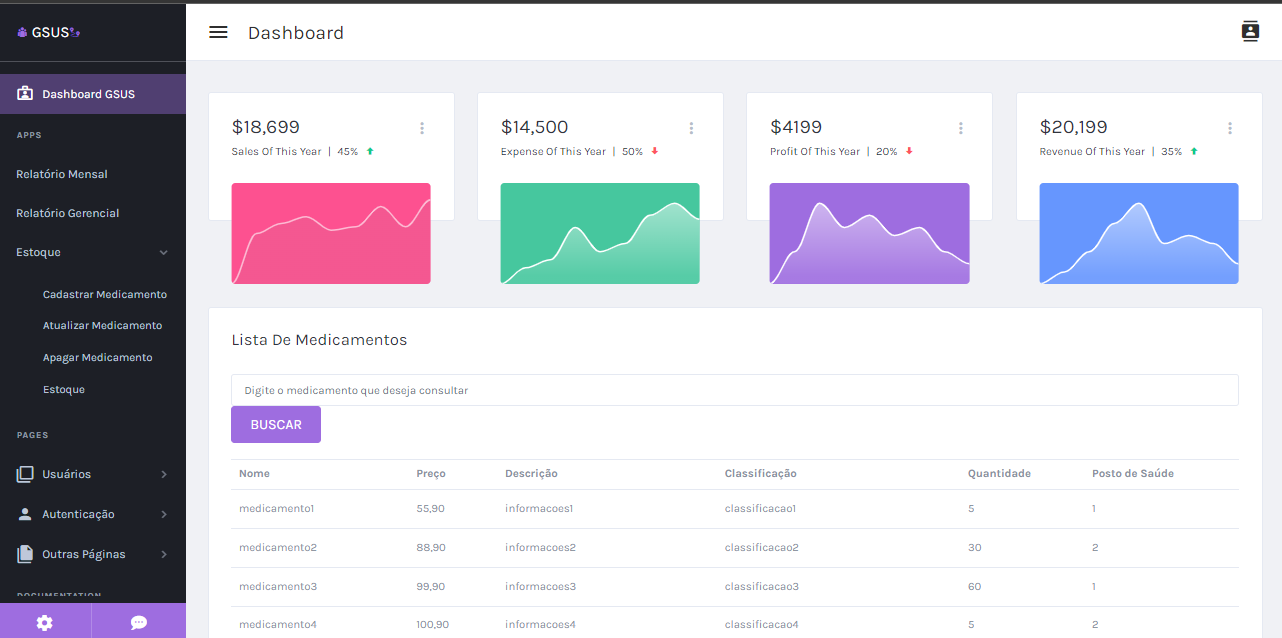 GSUS
Dashboard
Dashboard GSUS
APPS
Relatório Mensal
Relatório Gerencial
Estoque
Cadastrar Medicamento
Atualizar Medicamento
Apagar Medicamento
Estoque
PAGES
Usuários
Autenticação
Outras Páginas
DOCUMENTATION
$18,699
Sales Of This Year | 45%
$14,500
Expense Of This Year | 50%
$4199
Profit Of This Year | 20%
$20,199
Revenue Of This Year | 35%
Lista De Medicamentos
Digite o medicamento que deseja consultar
BUSCAR
Nome Preço Descrição Classificação Quantidade Posto de Saúde
medicamento1 55,90 informacoes1 classificacao1 5 1
medicamento2 88,90 informacoes2 classificacao2 30 2
medicamento3 99,90 informacoes3 classificacao3 60 1
medicamento4 100,90 informacoes4 classificacao4 5 2